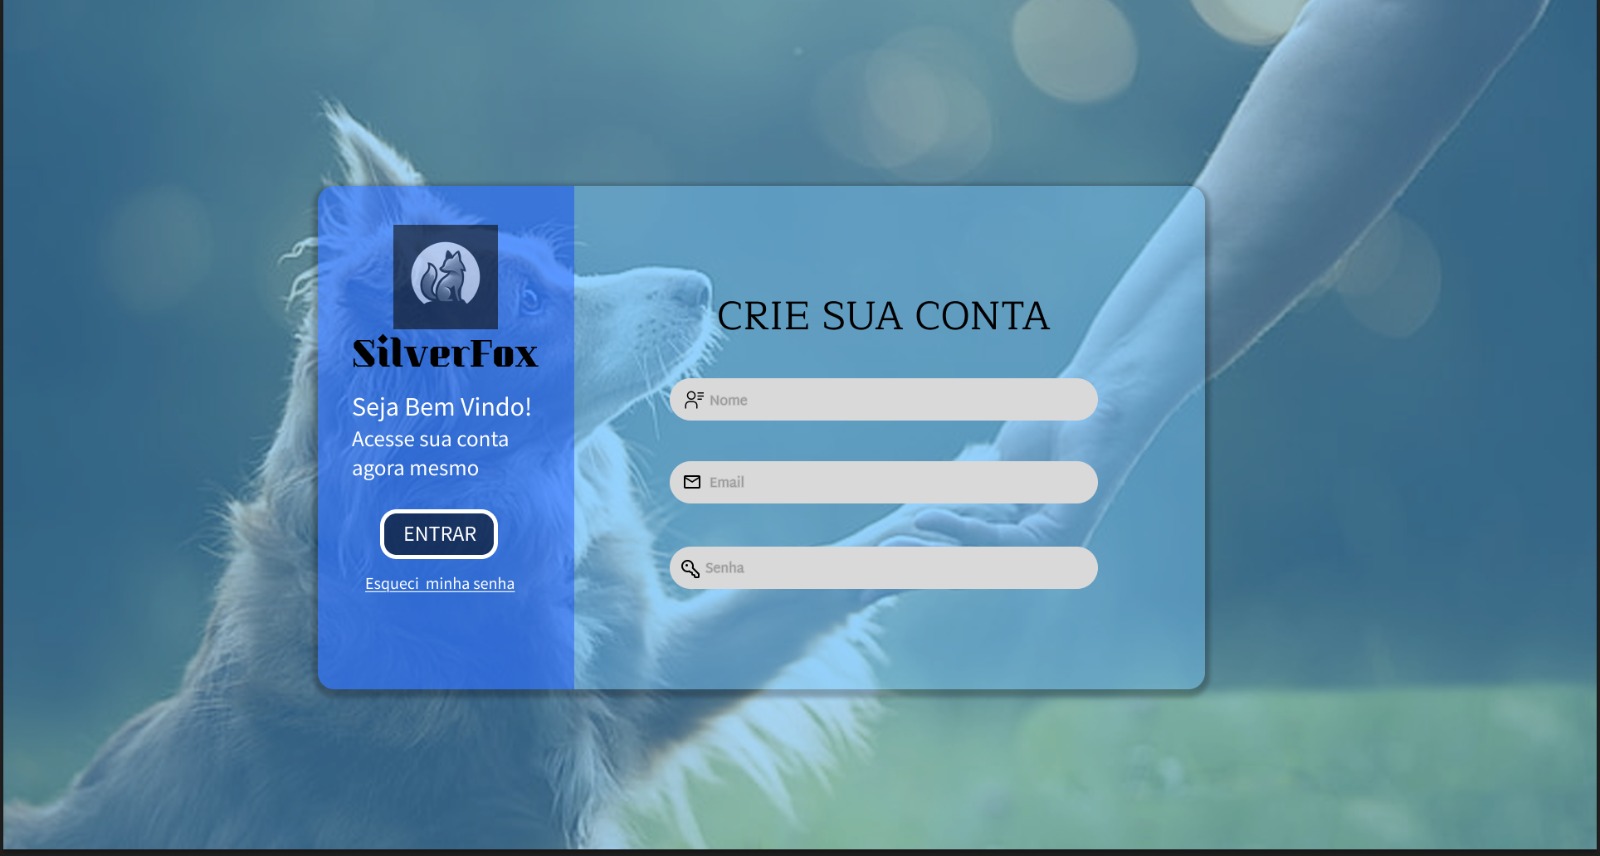 SilverFox
Seja Bem Vindo!
Acesse sua conta
agora mesmo
ENTRAR
Esqueci minha senha
CRIE SUA CONTA
Nome
Email
Senha